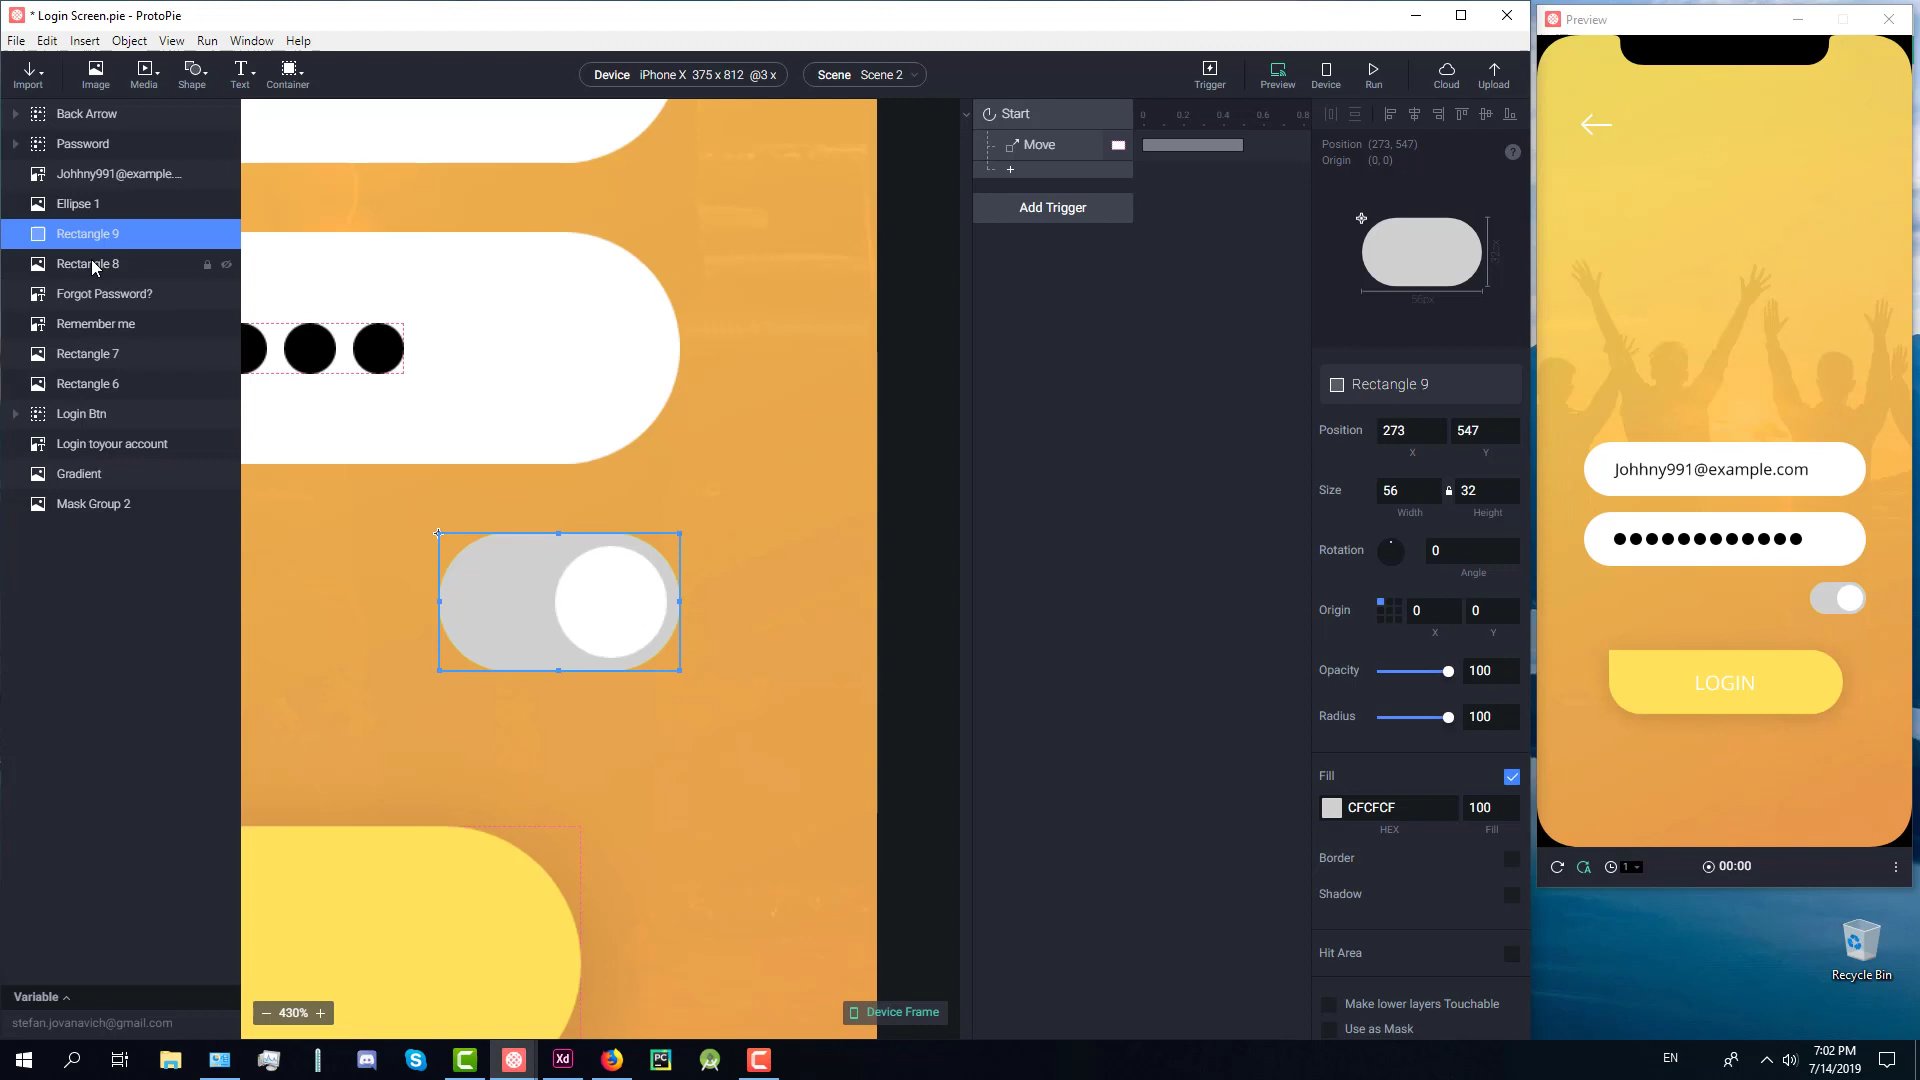 * Login Screen.pie - ProtoPie
File Edit Insert Object View Run Window Help
Import Image Media Shape Text Container
Device iPhone X 375 x 812 @3 x
Scene Scene 2
Trigger Preview Device Run Cloud Upload
Back Arrow
Password
Johhny991@example....
Ellipse 1
Rectangle 9
Rectangle 8
Forgot Password?
Remember me
Rectangle 7
Rectangle 6
Login Btn
Login toyour account
Gradient
Mask Group 2
Variable
stefan.jovanavich@gmail.com
430%
Device Frame
Start
Move
Add Trigger
0 0.2 0.4 0.6 0.8
Position (273, 547)
Origin (0, 0)
32px
56px
Rectangle 9
Position 273 547
X Y
Size 56 32
Width Height
Rotation 0
Angle
Origin 0 0
X Y
Opacity 100
Radius 100
Fill
CFCFCF 100
HEX Fill
Border
Shadow
Hit Area
Make lower layers Touchable
Use as Mask
Preview
Johhny991@example.com
LOGIN
1
00:00
Recycle Bin
EN
7:02 PM
7/14/2019